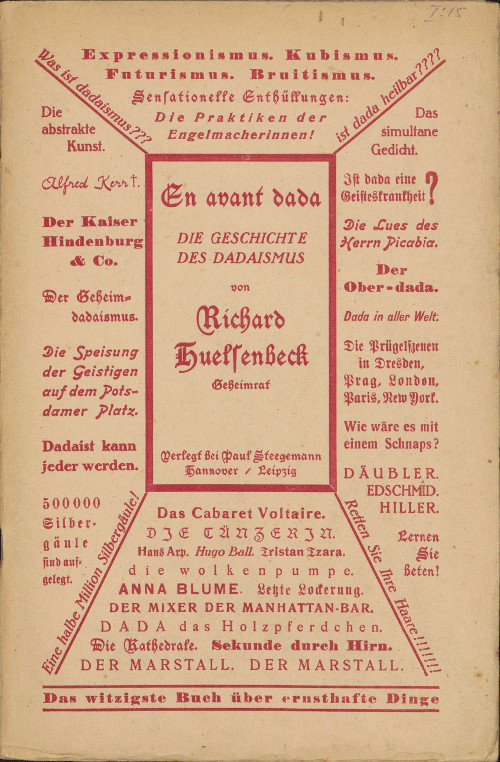 I:15
Expressionismus. Kubismus.
Futurismus. Bruitismus.
Sensationelle Enthüllungen:
Die Praktiken der
Engelmacherinnen!
Was ist dadaismus???
ist dada heilbar????
Die
abstrakte
Kunst.
Alfred Kerr †.
Der Kaiser
Hindenburg
& Co.
Der Geheim-
dadaismus.
Die Speisung
der Geistigen
auf dem Pots-
damer Platz.
Dadaist kann
jeder werden.
500000
Silber-
gäule
sind auf-
gelegt.
En avant dada
DIE GESCHICHTE
DES DADAISMUS
von
Richard
Huelsenbeck
Geheimrat
Verlegt bei Paul Steegemann
Hannover / Leipzig
Das
simultane
Gedicht.
Ist dada eine
Geisteskrankheit?
Die Lues des
Herrn Picabia.
Der
Ober-dada.
Dada in aller Welt.
Die Prügelszenen
in Dresden,
Prag, London,
Paris, New York.
Wie wäre es mit
einem Schnaps?
DÄUBLER.
EDSCHMID.
HILLER.
Lernen
Sie
beten!
Eine halbe Million Silbergäule!
Retten Sie Ihre Haare!!!!!!!
Das Cabaret Voltaire.
DIE TÄNZERIN.
Hans Arp. Hugo Ball. Tristan Tzara.
die wolkenpumpe.
ANNA BLUME. Letzte Lockerung.
DER MIXER DER MANHATTAN-BAR.
DADA das Holzpferdchen.
Die Kathedrale. Sekunde durch Hirn.
DER MARSTALL. DER MARSTALL.
Das witzigste Buch über ernsthafte Dinge